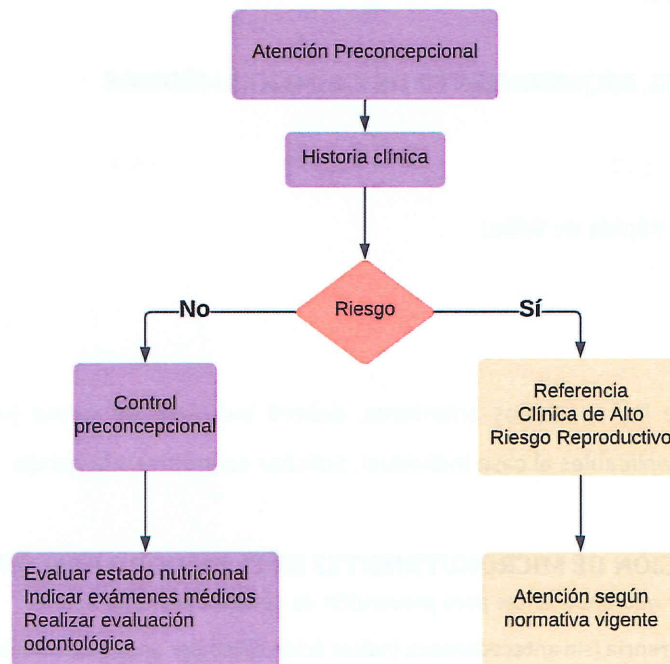 Atención Preconcepcional
Historia clínica
Riesgo
No
Sí
Control
preconcepcional
Referencia
Clínica de Alto
Riesgo Reproductivo
Evaluar estado nutricional
Indicar exámenes médicos
Realizar evaluación
odontológica
Atención según
normativa vigente